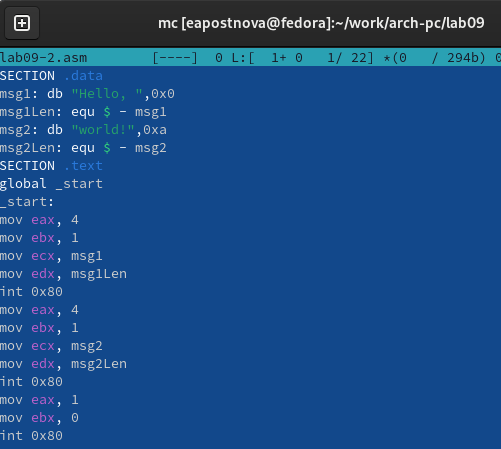 mc [eapostnova@fedora]:~/work/arch-pc/lab09
lab09-2.asm [----] 0 L:[ 1+ 0 1/ 22] *(0 / 294b) 0
SECTION .data
msg1: db "Hello, ",0x0
msg1Len: equ $ - msg1
msg2: db "world!",0xa
msg2Len: equ $ - msg2
SECTION .text
global _start
_start:
mov eax, 4
mov ebx, 1
mov ecx, msg1
mov edx, msg1Len
int 0x80
mov eax, 4
mov ebx, 1
mov ecx, msg2
mov edx, msg2Len
int 0x80
mov eax, 1
mov ebx, 0
int 0x80